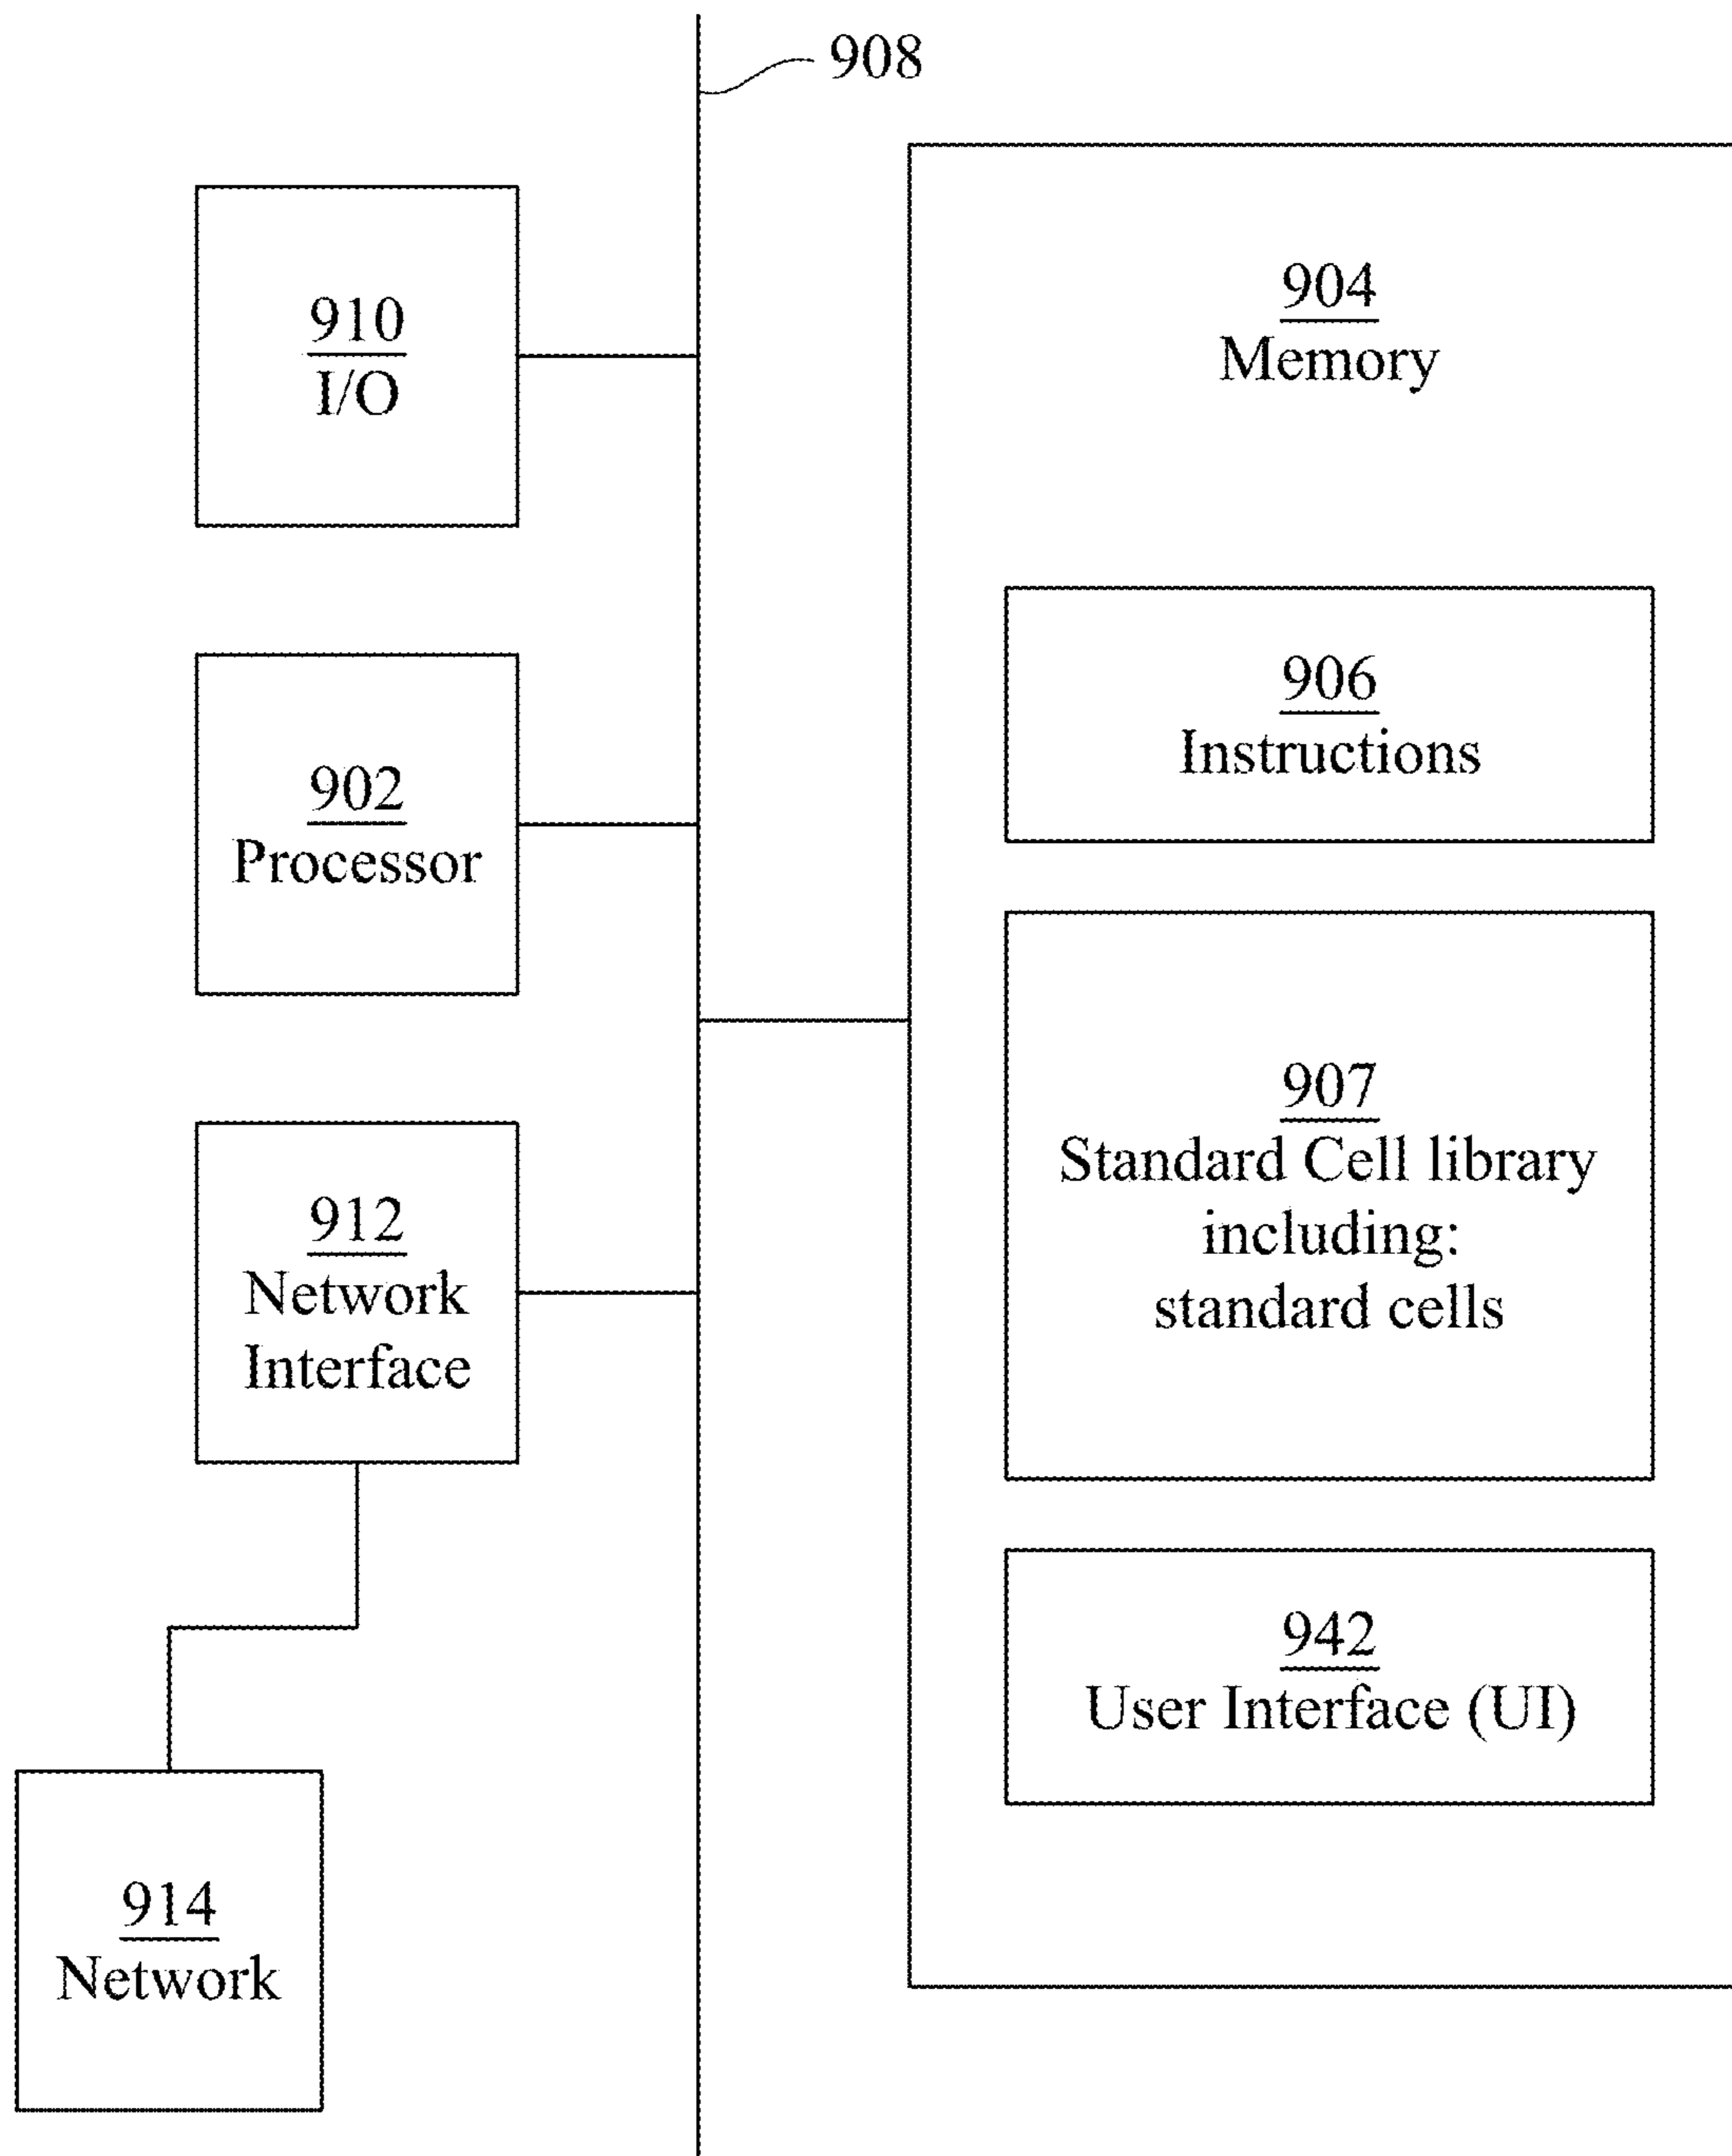 908
910
I/O
902
Processor
912
Network
Interface
914
Network
904
Memory
906
Instructions
907
Standard Cell library
including:
standard cells
942
User Interface (UI)